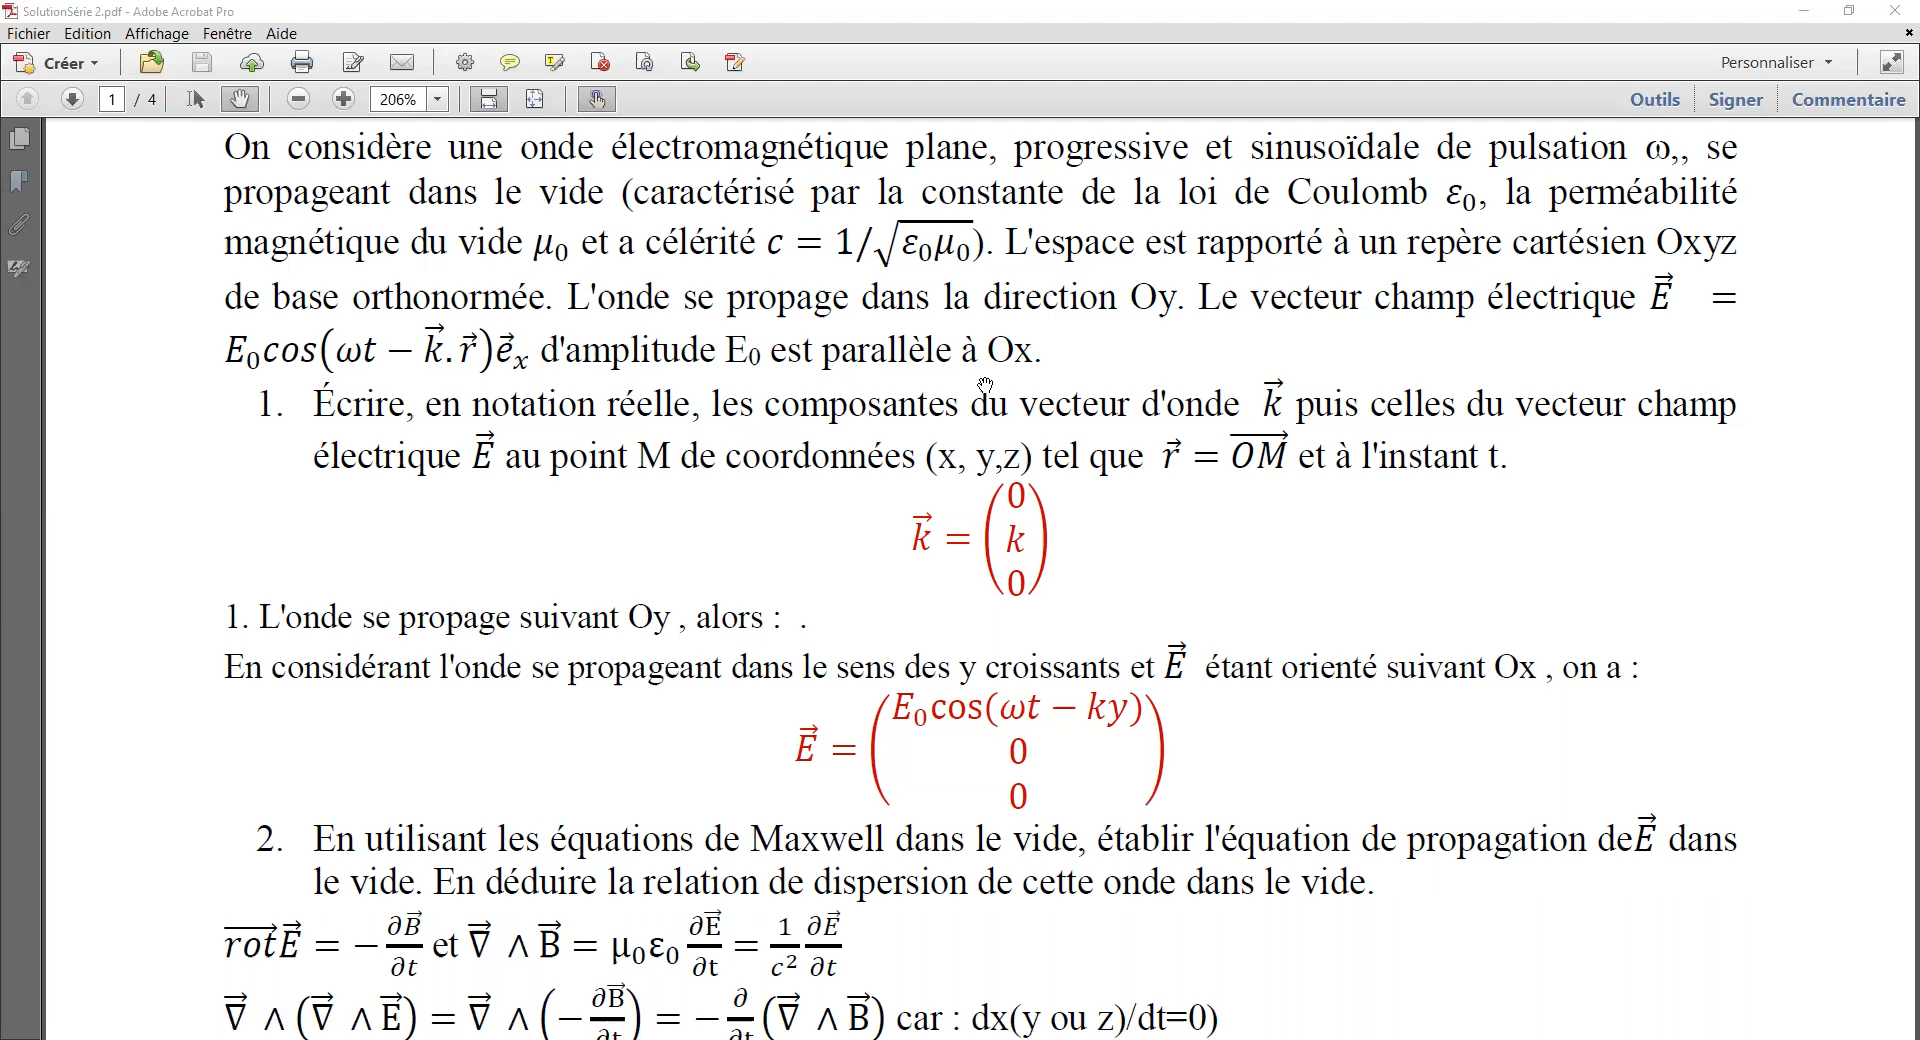 SolutionSérie 2.pdf - Adobe Acrobat Pro
Fichier Edition Affichage Fenêtre Aide
Créer Personnaliser
1 / 4 206% Outils Signer Commentaire
On considère une onde électromagnétique plane, progressive et sinusoïdale de pulsation ω,, se
propageant dans le vide (caractérisé par la constante de la loi de Coulomb ε₀, la perméabilité
magnétique du vide μ₀ et a célérité c = 1/√(ε₀μ₀)). L'espace est rapporté à un repère cartésien Oxyz
de base orthonormée. L'onde se propage dans la direction Oy. Le vecteur champ électrique E⃗ =
E₀cos(ωt − k⃗.r⃗)e⃗ₓ d'amplitude E₀ est parallèle à Ox.
1. Écrire, en notation réelle, les composantes du vecteur d'onde k⃗ puis celles du vecteur champ
électrique E⃗ au point M de coordonnées (x, y,z) tel que r⃗ = OM⃗ et à l'instant t.
k⃗ = (0
k
0)
1. L'onde se propage suivant Oy , alors : .
En considérant l'onde se propageant dans le sens des y croissants et E⃗ étant orienté suivant Ox , on a :
E⃗ = (E₀cos(ωt − ky)
0
0)
2. En utilisant les équations de Maxwell dans le vide, établir l'équation de propagation deE⃗ dans
le vide. En déduire la relation de dispersion de cette onde dans le vide.
rot⃗E⃗ = − ∂B⃗/∂t et ∇⃗ ∧ B⃗ = μ₀ε₀ ∂E⃗/∂t = 1/c² ∂E⃗/∂t
∇⃗ ∧ (∇⃗ ∧ E⃗) = ∇⃗ ∧ (− ∂B⃗/∂t) = − ∂/∂t (∇⃗ ∧ B⃗) car : dx(y ou z)/dt=0)